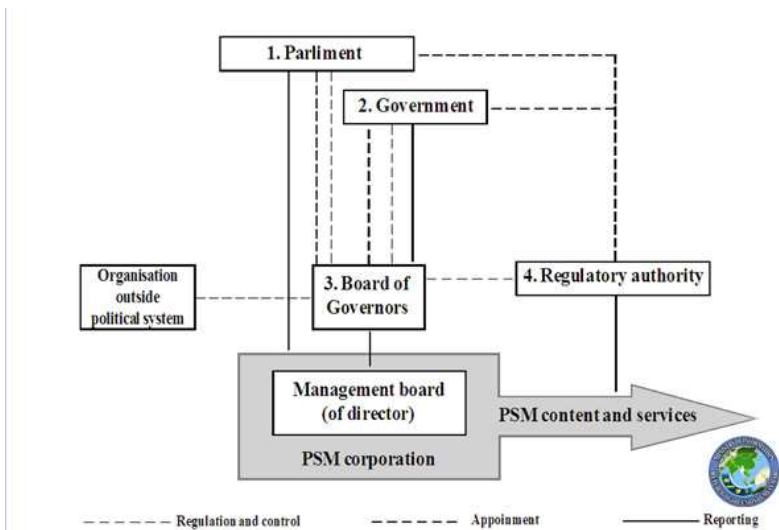 1. Parliment
2. Government
Organisation
outside
political system
3. Board of
Governors
4. Regulatory authority
Management board
(of director)
PSM content and services
PSM corporation
Regulation and control
Appoinment
Reporting